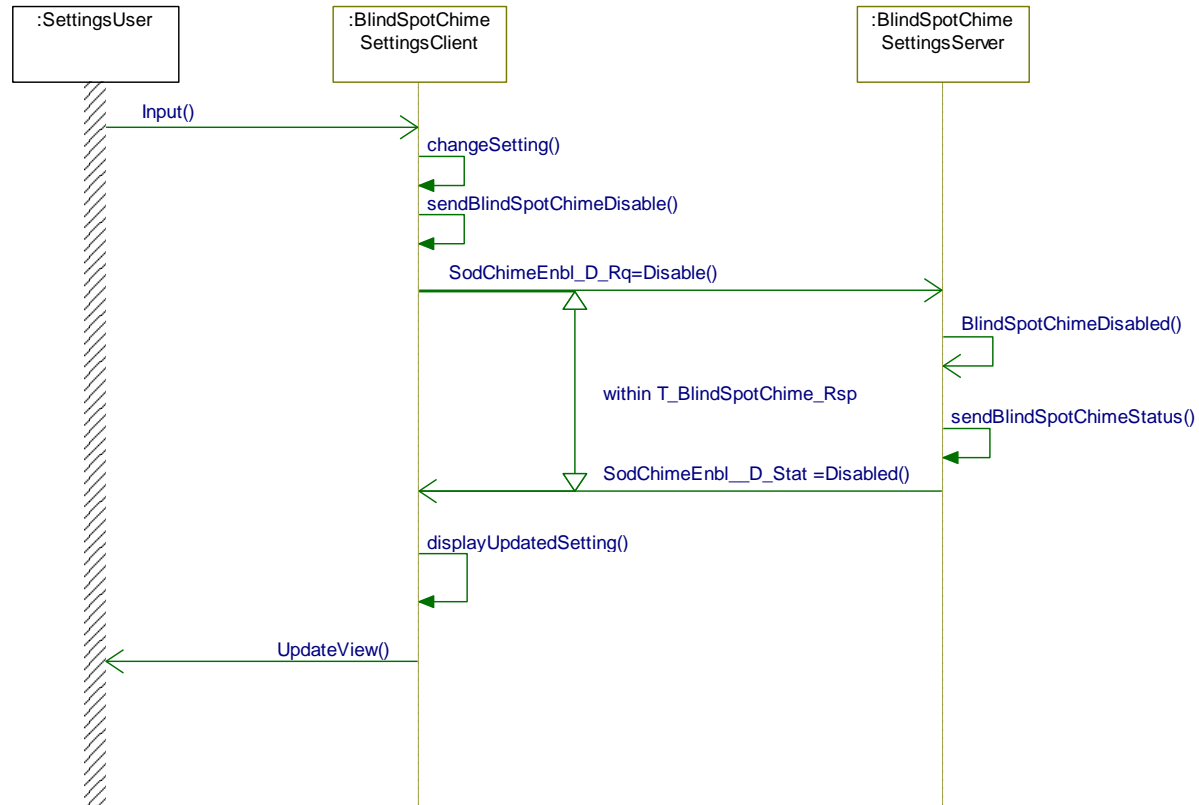 :SettingsUser
:BlindSpotChime
SettingsClient
:BlindSpotChime
SettingsServer
Input()
changeSetting()
sendBlindSpotChimeDisable()
SodChimeEnbl_D_Rq=Disable()
BlindSpotChimeDisabled()
within T_BlindSpotChime_Rsp
sendBlindSpotChimeStatus()
SodChimeEnbl__D_Stat =Disabled()
displayUpdatedSetting()
UpdateView()